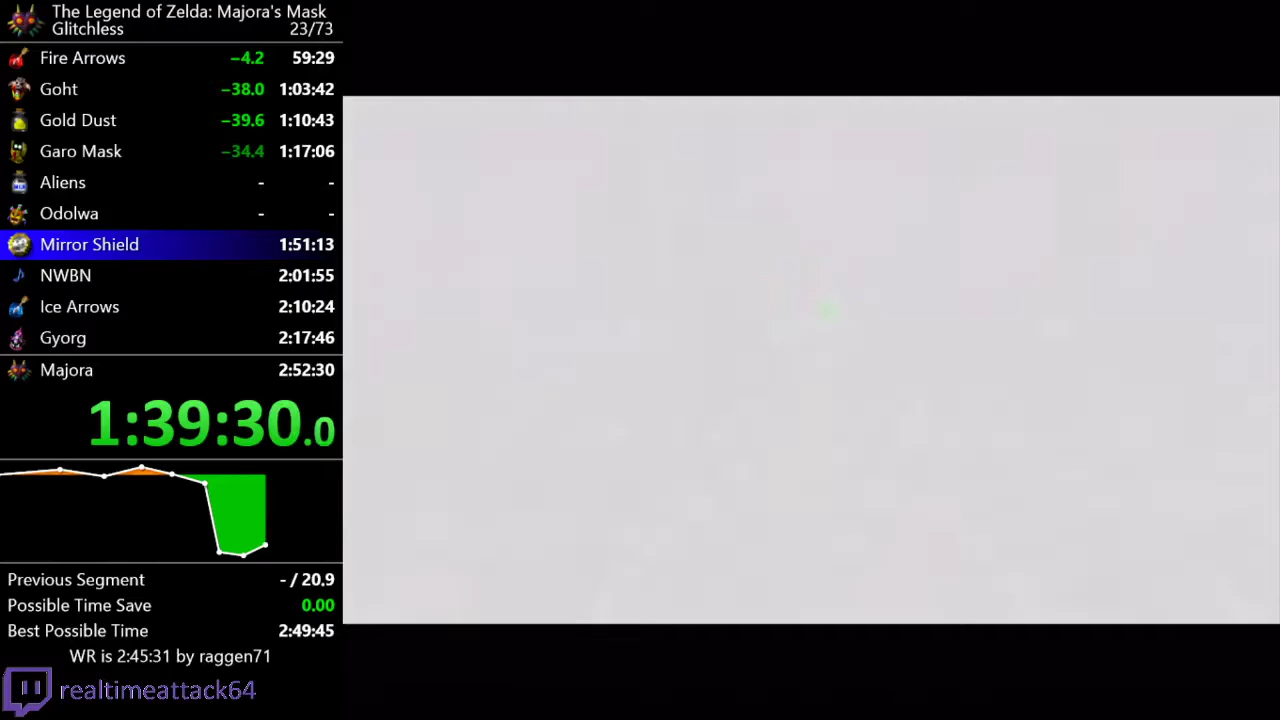 The Legend of Zelda: Majora's Mask
Glitchless 23/73
Fire Arrows −4.2 59:29
Goht −38.0 1:03:42
Gold Dust −39.6 1:10:43
Garo Mask −34.4 1:17:06
Aliens - -
Odolwa - -
Mirror Shield 1:51:13
NWBN 2:01:55
Ice Arrows 2:10:24
Gyorg 2:17:46
Majora 2:52:30
1:39:30.0
Previous Segment - / 20.9
Possible Time Save 0.00
Best Possible Time 2:49:45
WR is 2:45:31 by raggen71
realtimeattack64